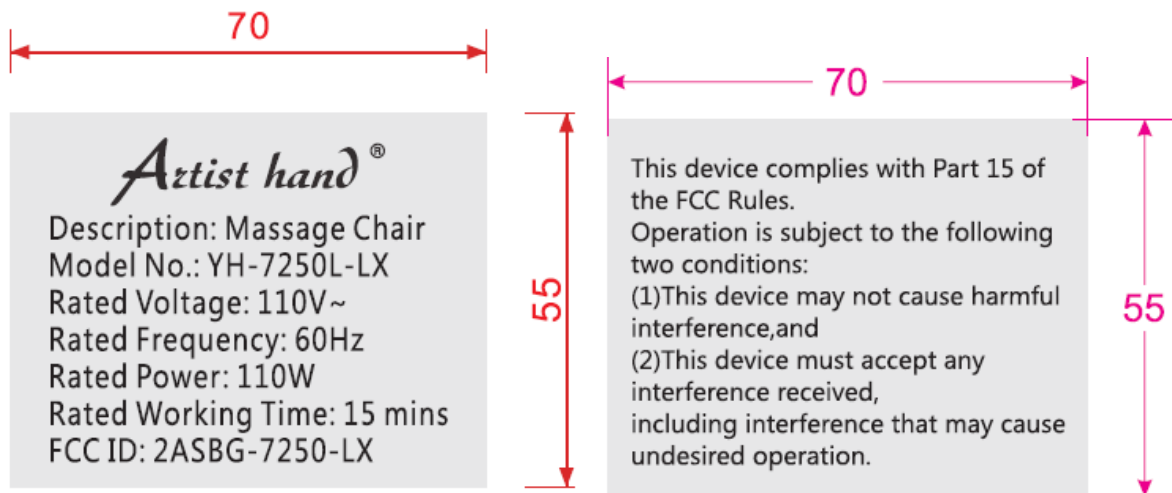 70
Artist hand®
Description: Massage Chair
Model No.: YH-7250L-LX
Rated Voltage: 110V~
Rated Frequency: 60Hz
Rated Power: 110W
Rated Working Time: 15 mins
FCC ID: 2ASBG-7250-LX
55
70
This device complies with Part 15 of
the FCC Rules.
Operation is subject to the following
two conditions:
(1)This device may not cause harmful
interference,and
(2)This device must accept any
interference received,
including interference that may cause
undesired operation.
55